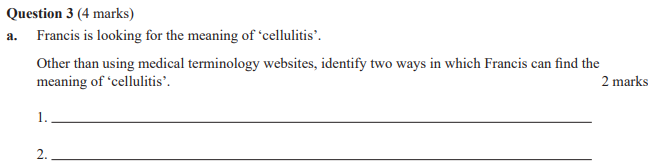 Question 3 (4 marks)
a. Francis is looking for the meaning of ‘cellulitis’.
Other than using medical terminology websites, identify two ways in which Francis can find the
meaning of ‘cellulitis’. 2 marks
1.
2.